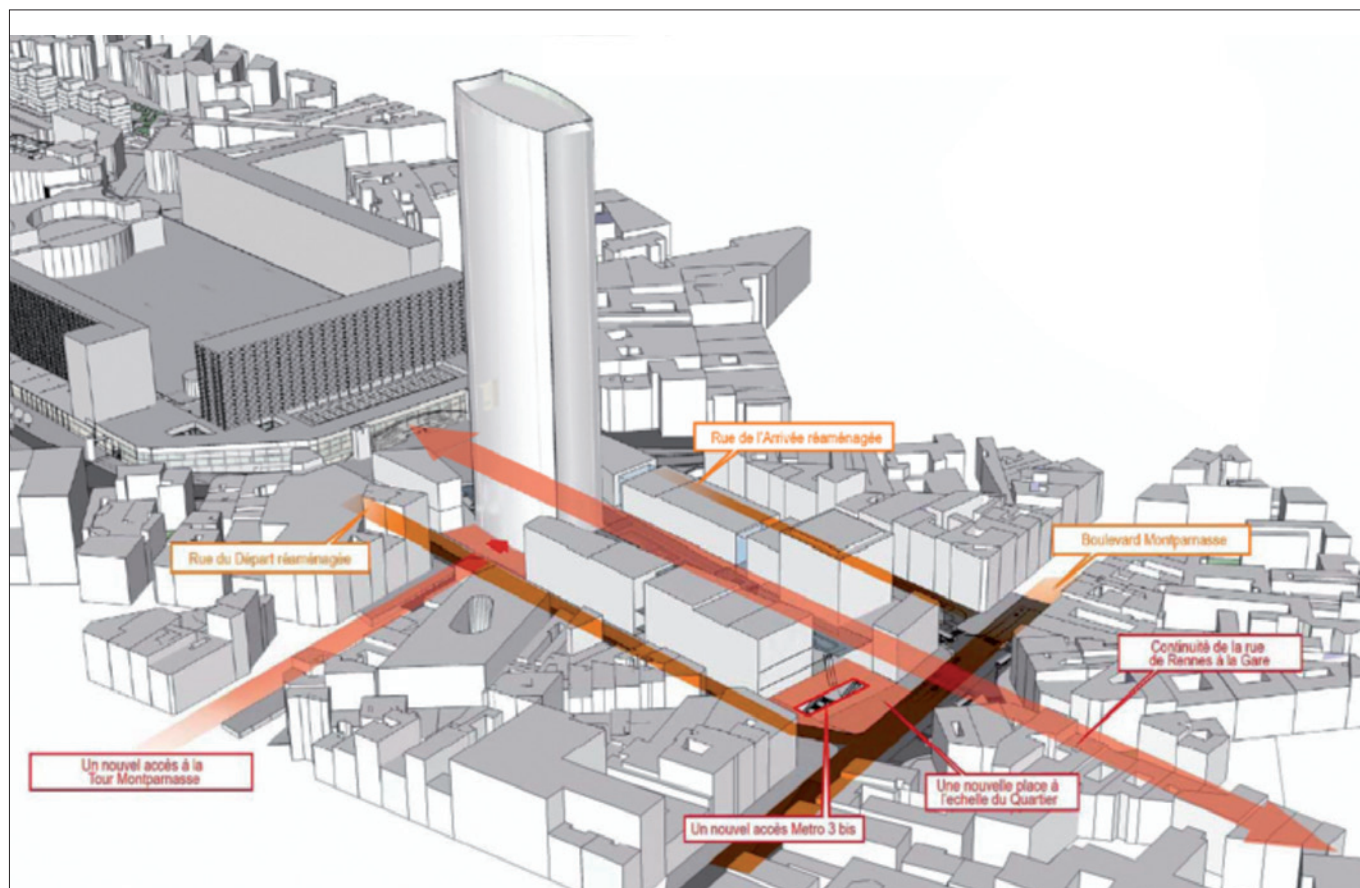 Rue de l'Arrivée réaménagée
Rue du Départ réaménagée
Boulevard Montparnasse
Continuité de la rue
de Rennes à la Gare
Un nouvel accès à la
Tour Montparnasse
Une nouvelle place à
l'echelle du Quartier
Un nouvel accès Metro 3 bis